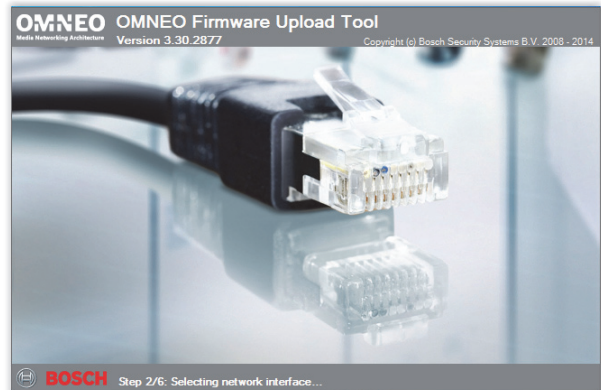 OMNEO OMNEO Firmware Upload Tool
Media Networking Architecture Version 3.30.2877 Copyright (c) Bosch Security Systems B.V. 2008 - 2014
BOSCH Step 2/6: Selecting network interface...